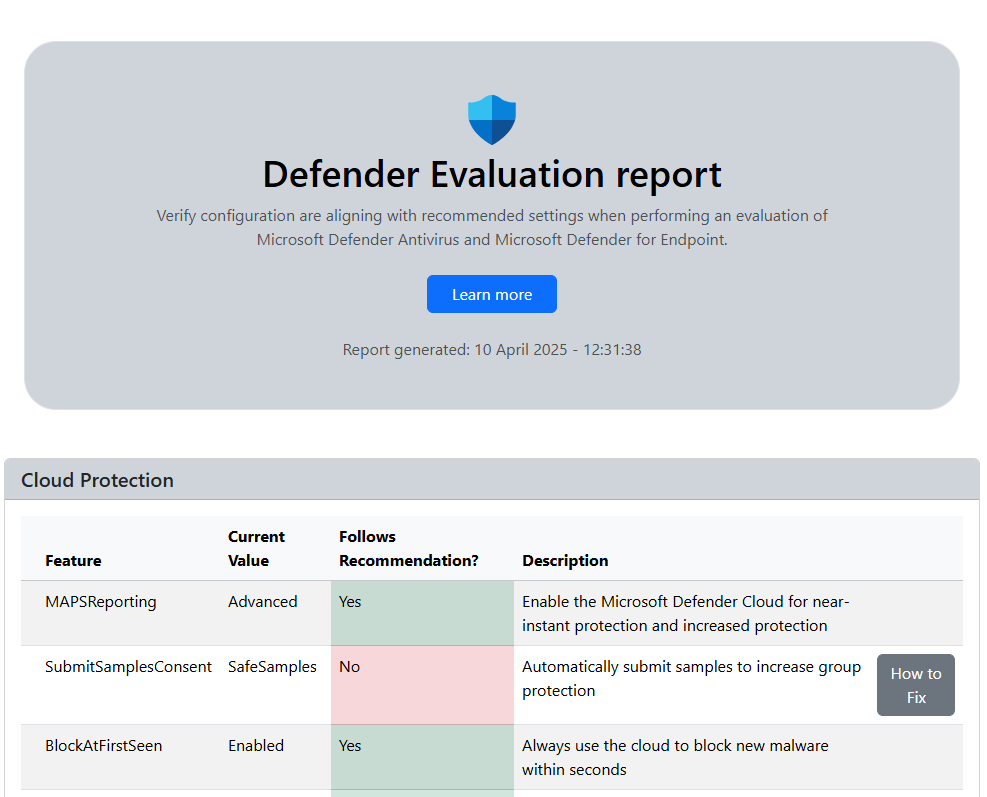 Defender Evaluation report
Verify configuration are aligning with recommended settings when performing an evaluation of
Microsoft Defender Antivirus and Microsoft Defender for Endpoint.
Learn more
Report generated: 10 April 2025 - 12:31:38
Cloud Protection
Feature
Current
Value
Follows
Recommendation?
Description
MAPSReporting
Advanced
Yes
Enable the Microsoft Defender Cloud for near-
instant protection and increased protection
SubmitSamplesConsent
SafeSamples
No
Automatically submit samples to increase group
protection
How to
Fix
BlockAtFirstSeen
Enabled
Yes
Always use the cloud to block new malware
within seconds